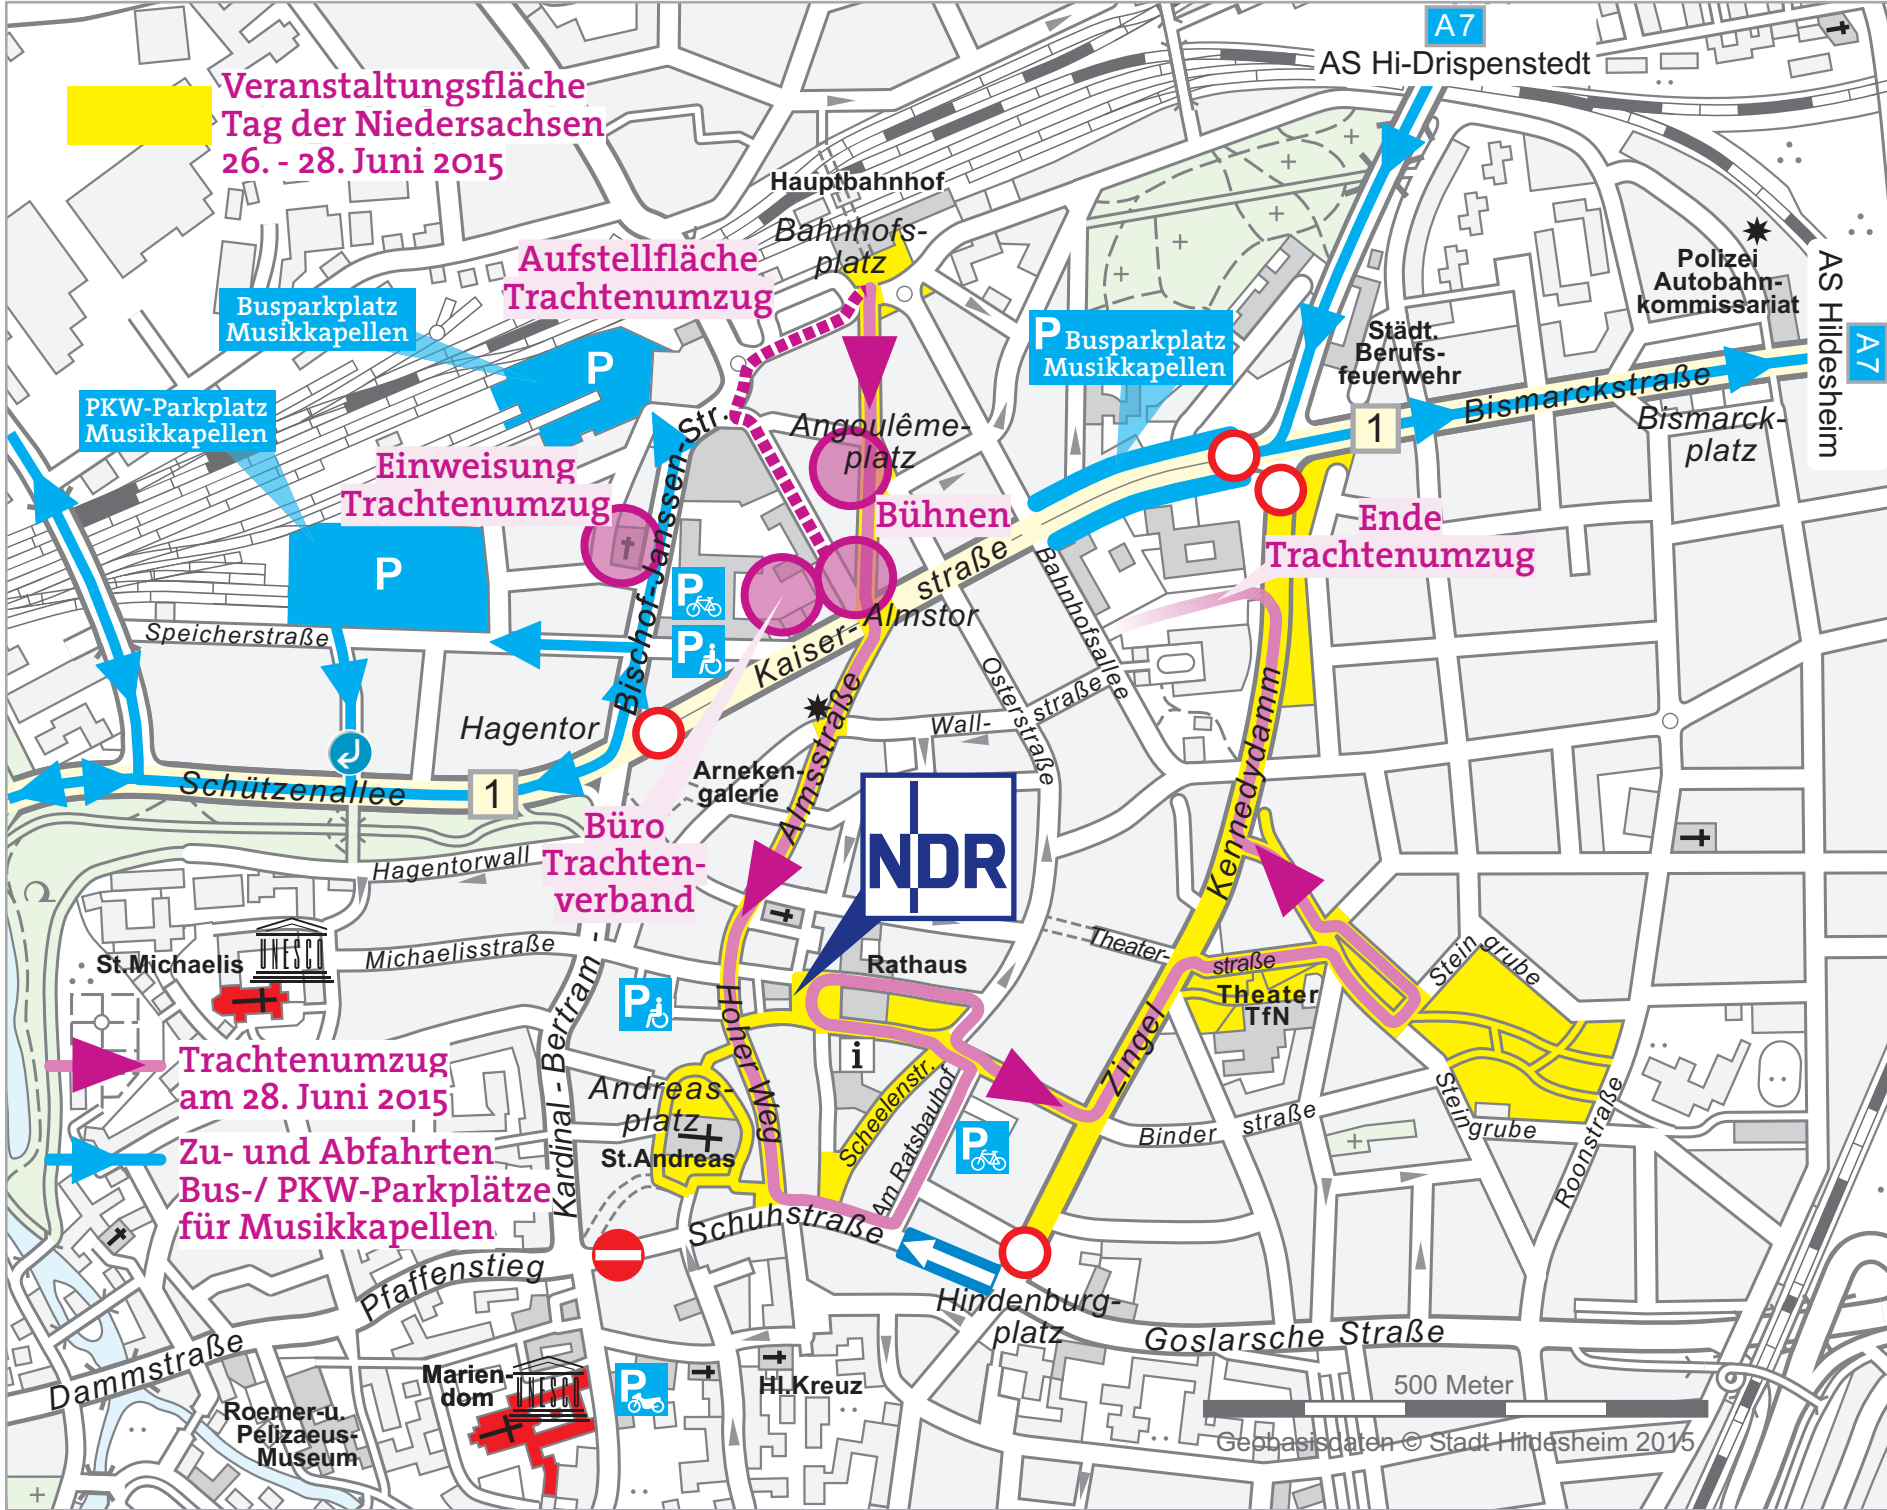 A7
AS Hi-Drispenstedt
Veranstaltungsfläche
Tag der Niedersachsen
26. - 28. Juni 2015
Hauptbahnhof
Bahnhofs-
platz
Aufstellfläche
Trachtenumzug
Polizei
Autobahn-
kommissariat
AS Hildesheim
A7
Busparkplatz
Musikkapellen
P
P Busparkplatz
Musikkapellen
Städt.
Berufs-
feuerwehr
PKW-Parkplatz
Musikkapellen
Bismarckstraße
1
Bismarck-
platz
Angoulême-
platz
Einweisung
Trachtenumzug
Bischof-Janssen-Str.
Bühnen
Ende
Trachtenumzug
P
P
P
Kaiser-
straße
Almstor
Bahnhofsallee
Speicherstraße
Osterstraße
Wall-
straße
Hagentor
Arneken-
galerie
Almsstraße
Kennedydamm
Schützenallee
1
NDR
Büro
Trachten-
verband
Hagentorwall
Michaelisstraße
St.Michaelis
UNESCO
Rathaus
Theater-
straße
Theater
TfN
Stein
grube
Kardinal - Bertram -
P
Hoher Weg
i
Zingel
Trachtenumzug
am 28. Juni 2015
Andreas-
platz
St.Andreas
Scheelenstr.
Am Ratsbauhof
P
Binder
straße
Stein
grube
Roonstraße
Zu- und Abfahrten
Bus-/ PKW-Parkplätze
für Musikkapellen
Schuhstraße
Pfaffenstieg
Hindenburg-
platz
Goslarsche Straße
Dammstraße
Marien-
dom
UNESCO
P
Hl.Kreuz
Roemer-u.
Pelizaeus-
Museum
500 Meter
Geobasisdaten © Stadt Hildesheim 2015